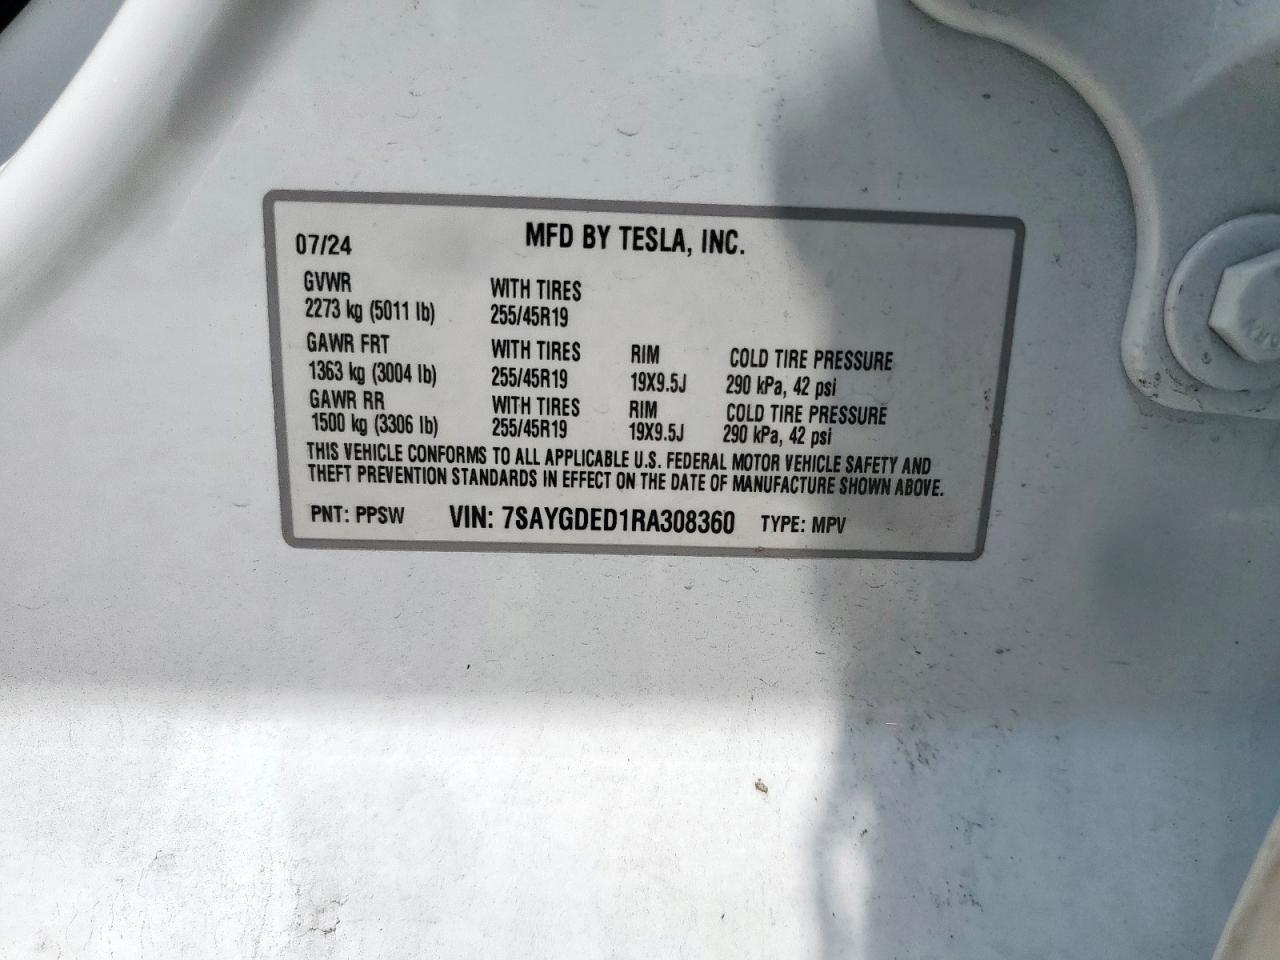 07/24 MFD BY TESLA, INC.
GVWR WITH TIRES
2273 kg (5011 lb) 255/45R19
GAWR FRT WITH TIRES RIM COLD TIRE PRESSURE
1363 kg (3004 lb) 255/45R19 19X9.5J 290 kPa, 42 psi
GAWR RR WITH TIRES RIM COLD TIRE PRESSURE
1500 kg (3306 lb) 255/45R19 19X9.5J 290 kPa, 42 psi
THIS VEHICLE CONFORMS TO ALL APPLICABLE U.S. FEDERAL MOTOR VEHICLE SAFETY AND
THEFT PREVENTION STANDARDS IN EFFECT ON THE DATE OF MANUFACTURE SHOWN ABOVE.
PNT: PPSW VIN: 7SAYGDED1RA308360 TYPE: MPV